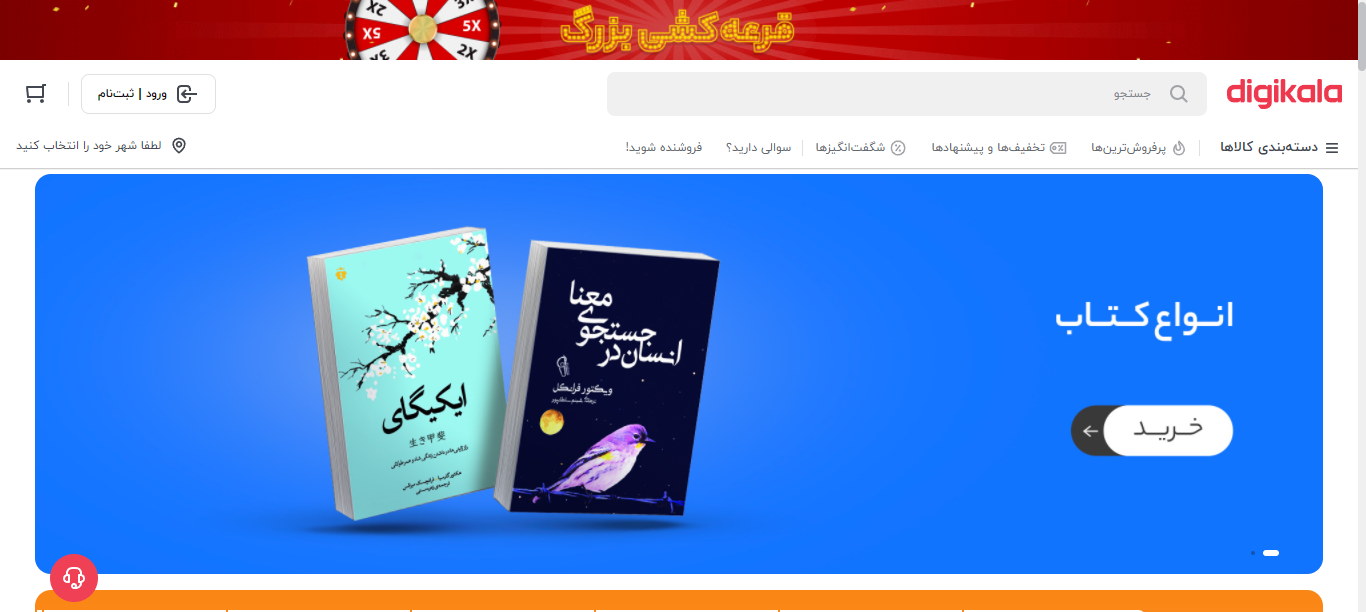 قرعه‌کشی بزرگ
3X
5X
2X
3X
5X
2X
digikala
جستجو
ورود | ثبت‌نام
دسته‌بندی کالاها
پرفروش‌ترین‌ها
تخفیف‌ها و پیشنهادها
شگفت‌انگیزها
سوالی دارید؟
فروشنده شوید!
لطفا شهر خود را انتخاب کنید
انواع کتاب
خرید
معنا
جستجوی
انسان در
ویکتور فرانکل
ایکیگای
生き甲斐